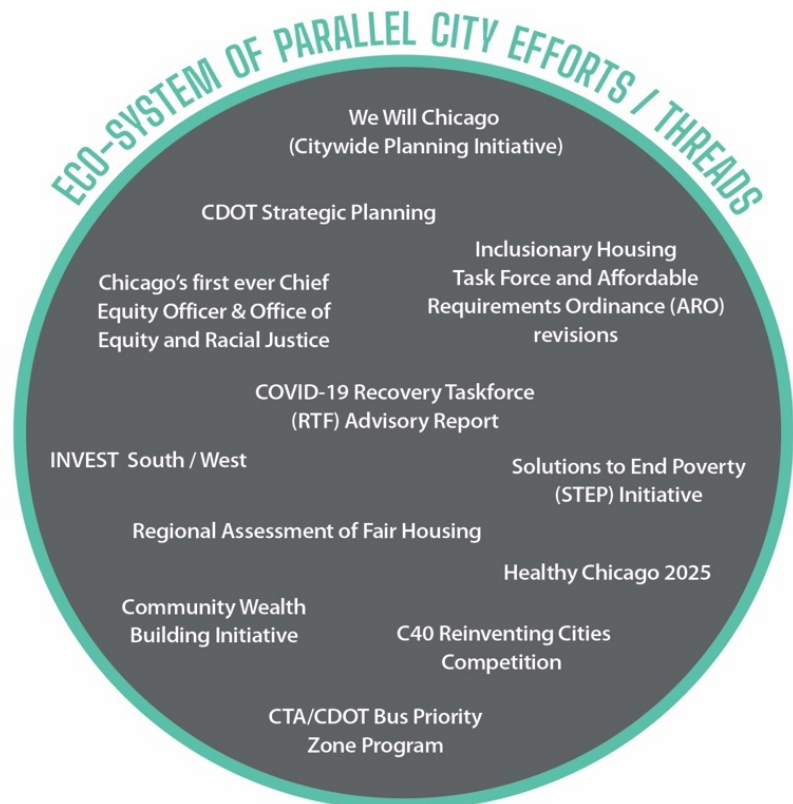 ECO-SYSTEM OF PARALLEL CITY EFFORTS / THREADS
We Will Chicago
(Citywide Planning Initiative)
CDOT Strategic Planning
Inclusionary Housing
Task Force and Affordable
Requirements Ordinance (ARO)
revisions
Chicago's first ever Chief
Equity Officer & Office of
Equity and Racial Justice
COVID-19 Recovery Taskforce
(RTF) Advisory Report
INVEST South / West
Solutions to End Poverty
(STEP) Initiative
Regional Assessment of Fair Housing
Healthy Chicago 2025
Community Wealth
Building Initiative
C40 Reinventing Cities
Competition
CTA/CDOT Bus Priority
Zone Program